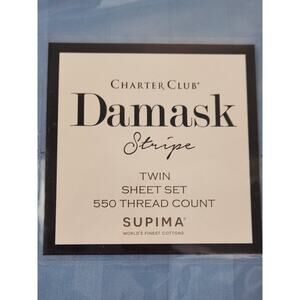 CHARTER CLUB®
Damask
Stripe
TWIN
SHEET SET
550 THREAD COUNT
SUPIMA®
WORLD'S FINEST COTTONS